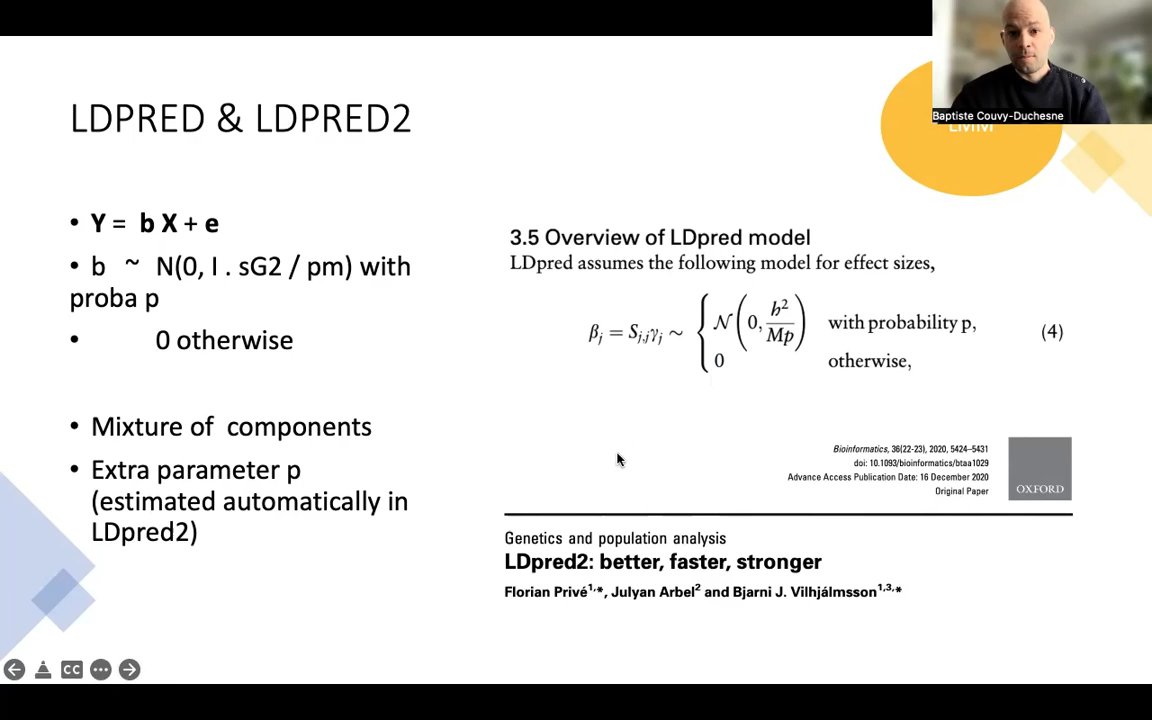 LDPRED & LDPRED2
LMM
Baptiste Couvy-Duchesne
• Y = b X + e
• b ~ N(0, I . sG2 / pm) with
proba p
• 0 otherwise
• Mixture of components
• Extra parameter p
(estimated automatically in
LDpred2)
3.5 Overview of LDpred model
LDpred assumes the following model for effect sizes,
βj = Sj,jγj ~ { N(0, h²/Mp) with probability p, (4)
0 otherwise,
Bioinformatics, 36(22-23), 2020, 5424–5431
doi: 10.1093/bioinformatics/btaa1029
Advance Access Publication Date: 16 December 2020
Original Paper
OXFORD
Genetics and population analysis
LDpred2: better, faster, stronger
Florian Privé1,*, Julyan Arbel2 and Bjarni J. Vilhjálmsson1,3,*
CC